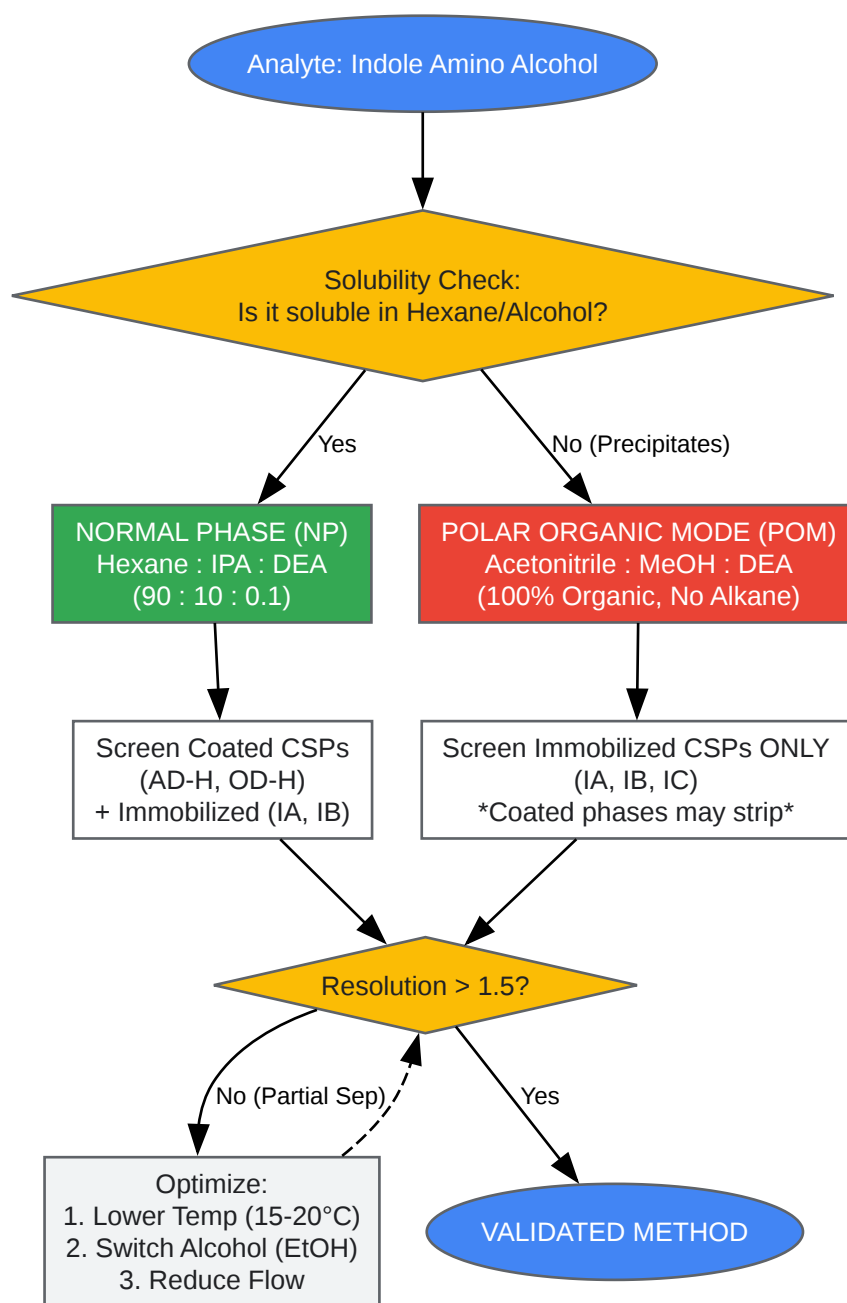 Analyte: Indole Amino Alcohol
Solubility Check:
Is it soluble in Hexane/Alcohol?
Yes
No (Precipitates)
NORMAL PHASE (NP)
Hexane : IPA : DEA
(90 : 10 : 0.1)
POLAR ORGANIC MODE (POM)
Acetonitrile : MeOH : DEA
(100% Organic, No Alkane)
Screen Coated CSPs
(AD-H, OD-H)
+ Immobilized (IA, IB)
Screen Immobilized CSPs ONLY
(IA, IB, IC)
*Coated phases may strip*
Resolution > 1.5?
No (Partial Sep)
Yes
Optimize:
1. Lower Temp (15-20°C)
2. Switch Alcohol (EtOH)
3. Reduce Flow
VALIDATED METHOD